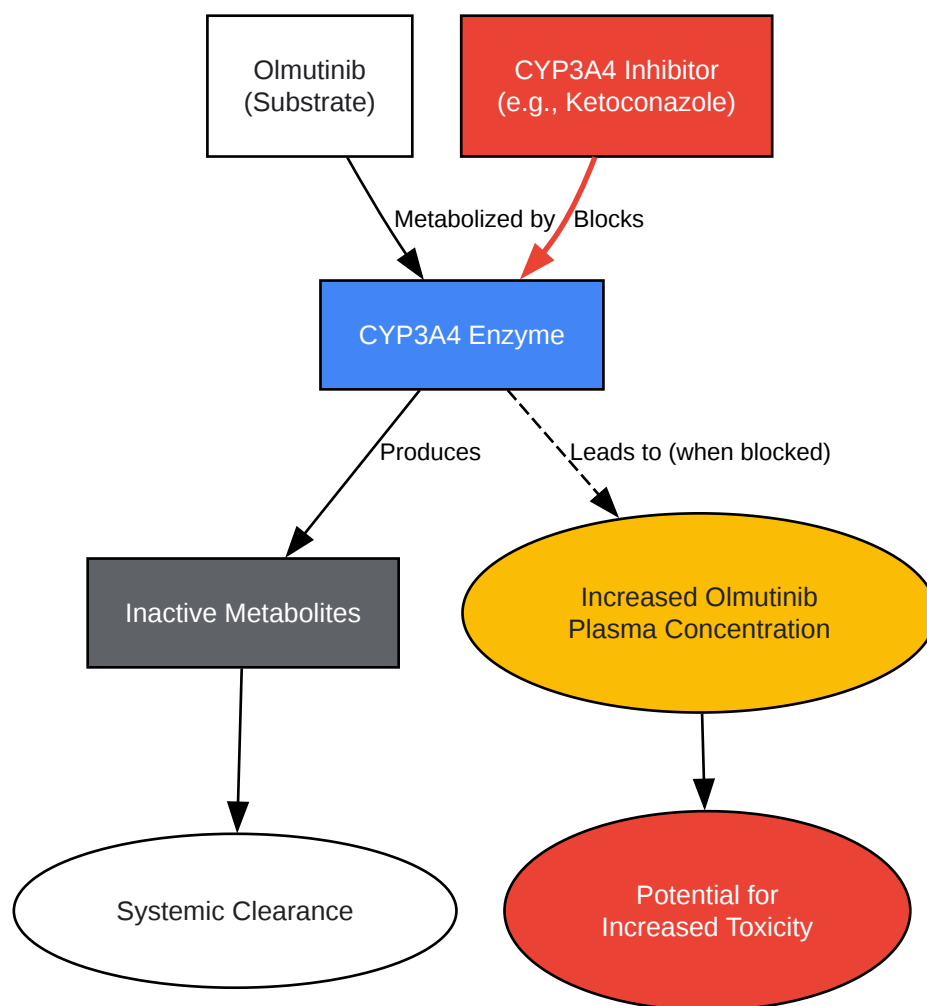 Olmutinib
(Substrate)
CYP3A4 Inhibitor
(e.g., Ketoconazole)
Metabolized by
Blocks
CYP3A4 Enzyme
Produces
Leads to (when blocked)
Inactive Metabolites
Increased Olmutinib
Plasma Concentration
Systemic Clearance
Potential for
Increased Toxicity